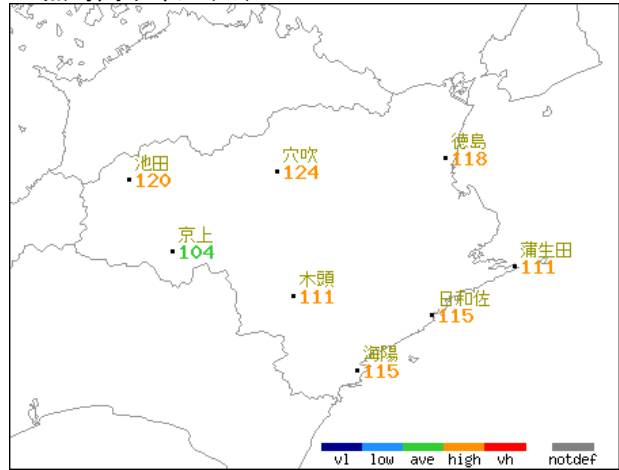 徳島
118
穴吹
124
池田
120
京上
104
蒲生田
111
木頭
111
日和佐
115
海陽
115
vl low ave high vh notdef